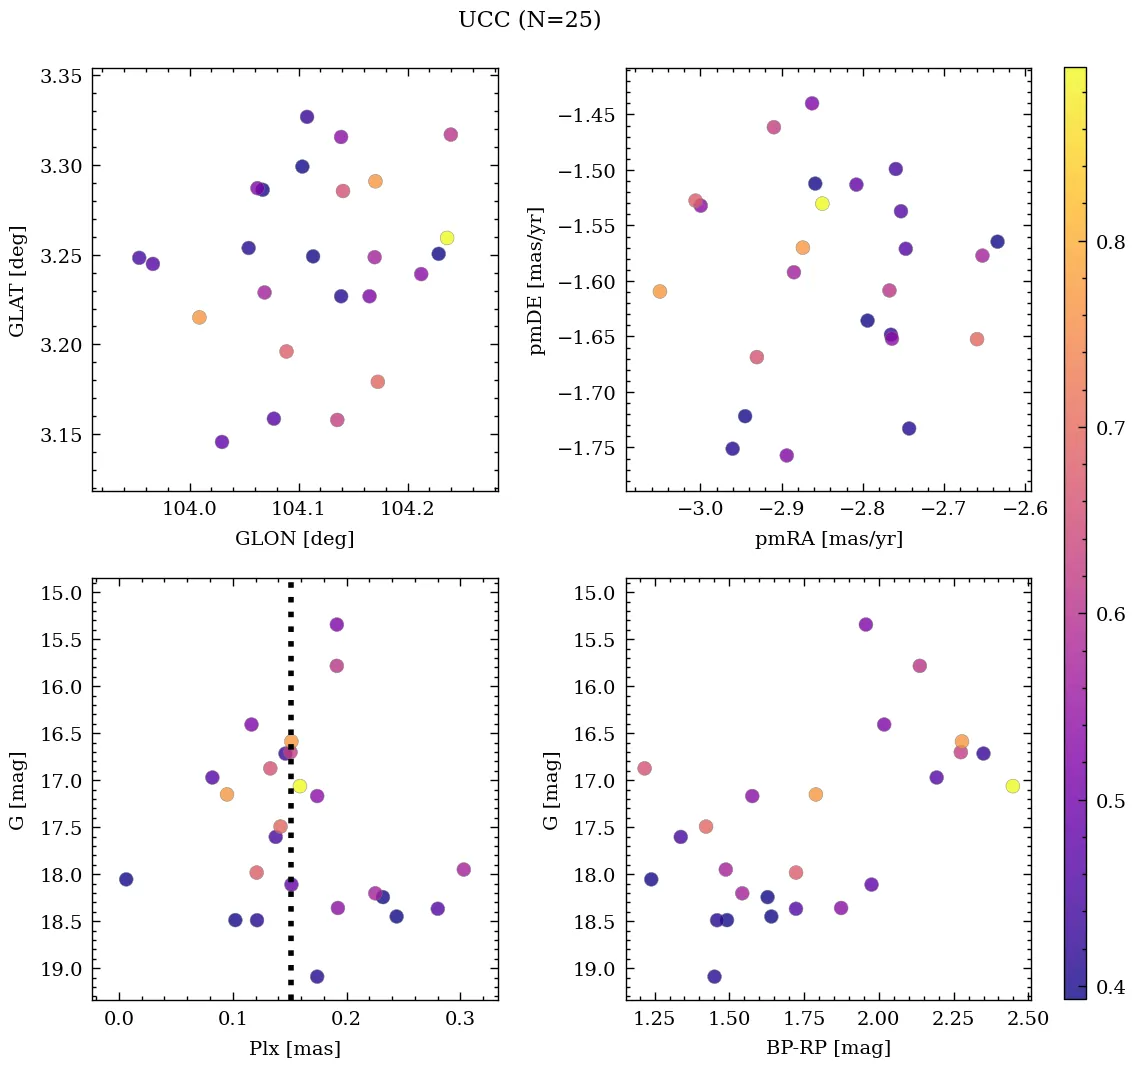 UCC (N=25)
3.35
3.30
3.25
3.20
3.15
GLAT [deg]
104.0 104.1 104.2
GLON [deg]
−1.45
−1.50
−1.55
−1.60
−1.65
−1.70
−1.75
pmDE [mas/yr]
−3.0 −2.9 −2.8 −2.7 −2.6
pmRA [mas/yr]
15.0
15.5
16.0
16.5
17.0
17.5
18.0
18.5
19.0
G [mag]
0.0 0.1 0.2 0.3
Plx [mas]
15.0
15.5
16.0
16.5
17.0
17.5
18.0
18.5
19.0
G [mag]
1.25 1.50 1.75 2.00 2.25 2.50
BP-RP [mag]
0.8
0.7
0.6
0.5
0.4